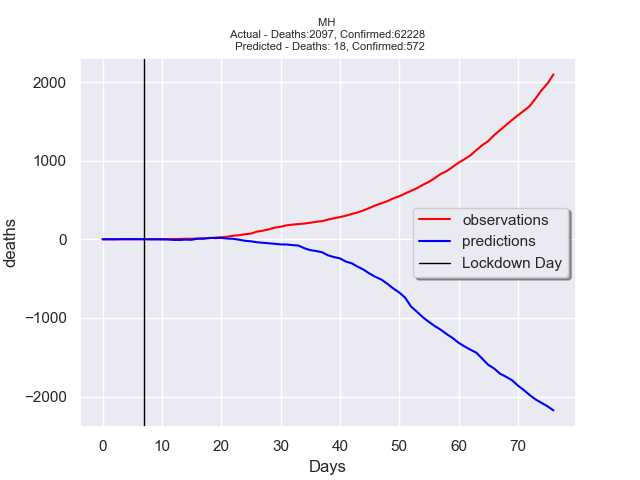 MH
Actual - Deaths:2097, Confirmed:62228
Predicted - Deaths: 18, Confirmed:572
2000
1000
0
−1000
−2000
deaths
observations
predictions
Lockdown Day
0 10 20 30 40 50 60 70
Days